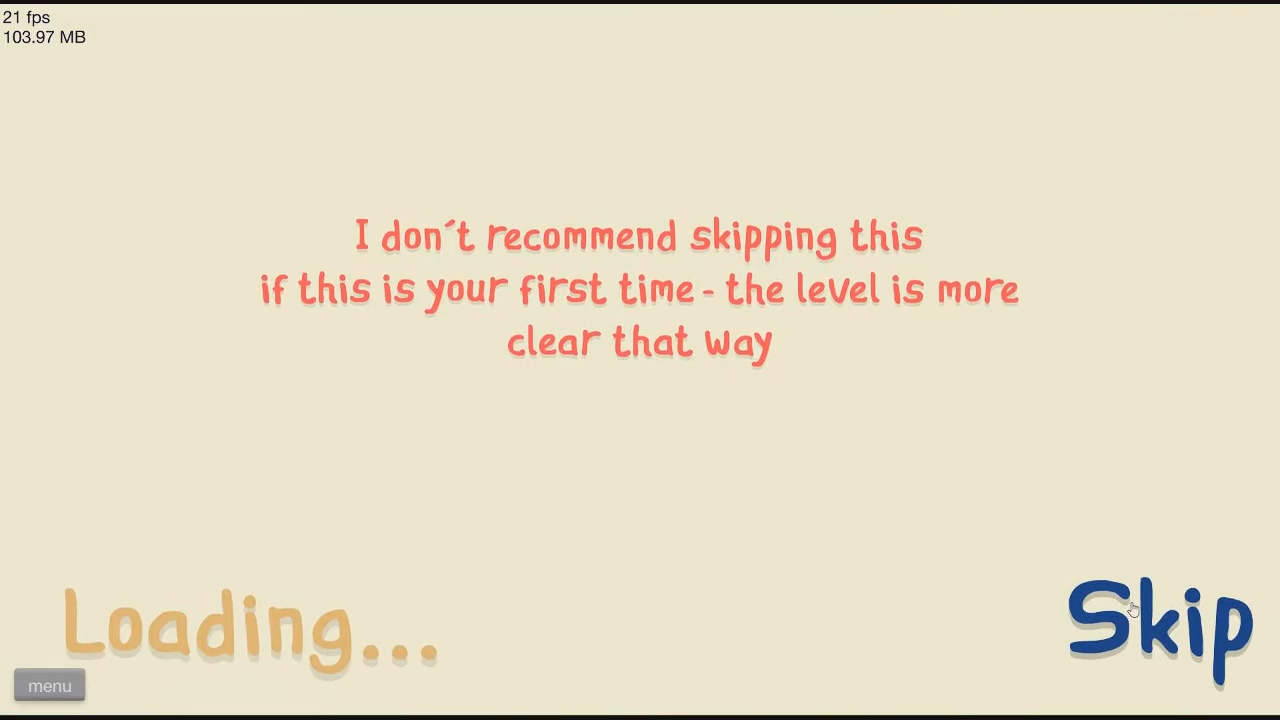 21 fps
103.97 MB
I don´t recommend skipping this
if this is your first time - the level is more
clear that way
Loading...
Skip
menu